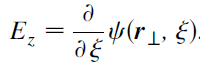 E_z = ∂/∂ξ ψ(r_⊥, ξ).